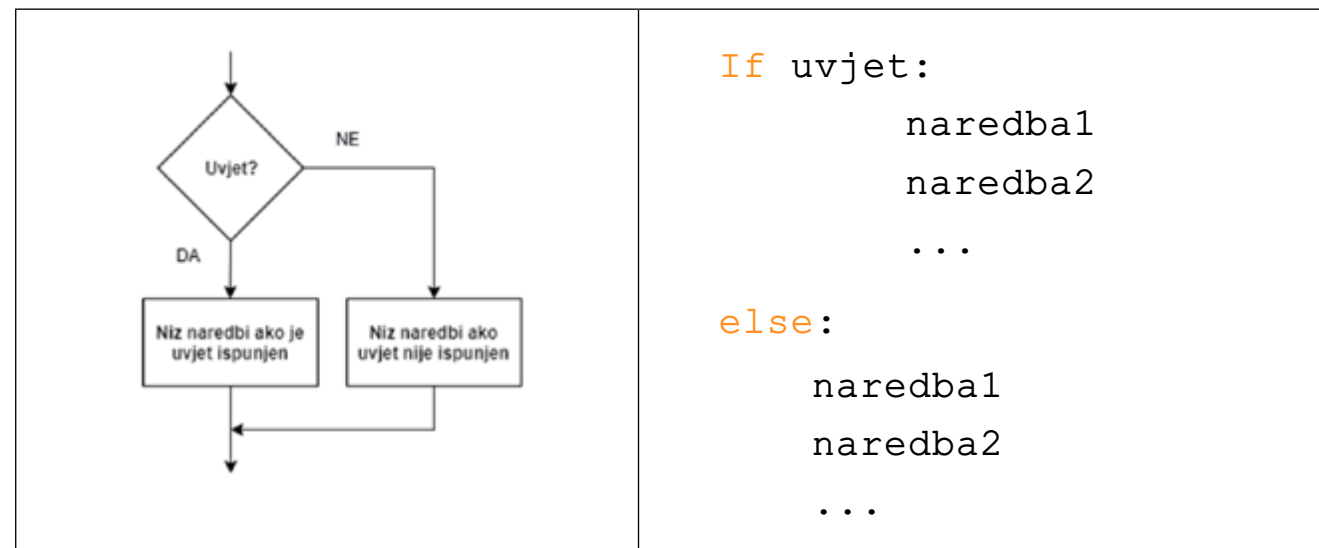 NE
Uvjet?
DA
Niz naredbi ako je
uvjet ispunjen
Niz naredbi ako
uvjet nije ispunjen
If uvjet:
naredba1
naredba2
...
else:
naredba1
naredba2
...